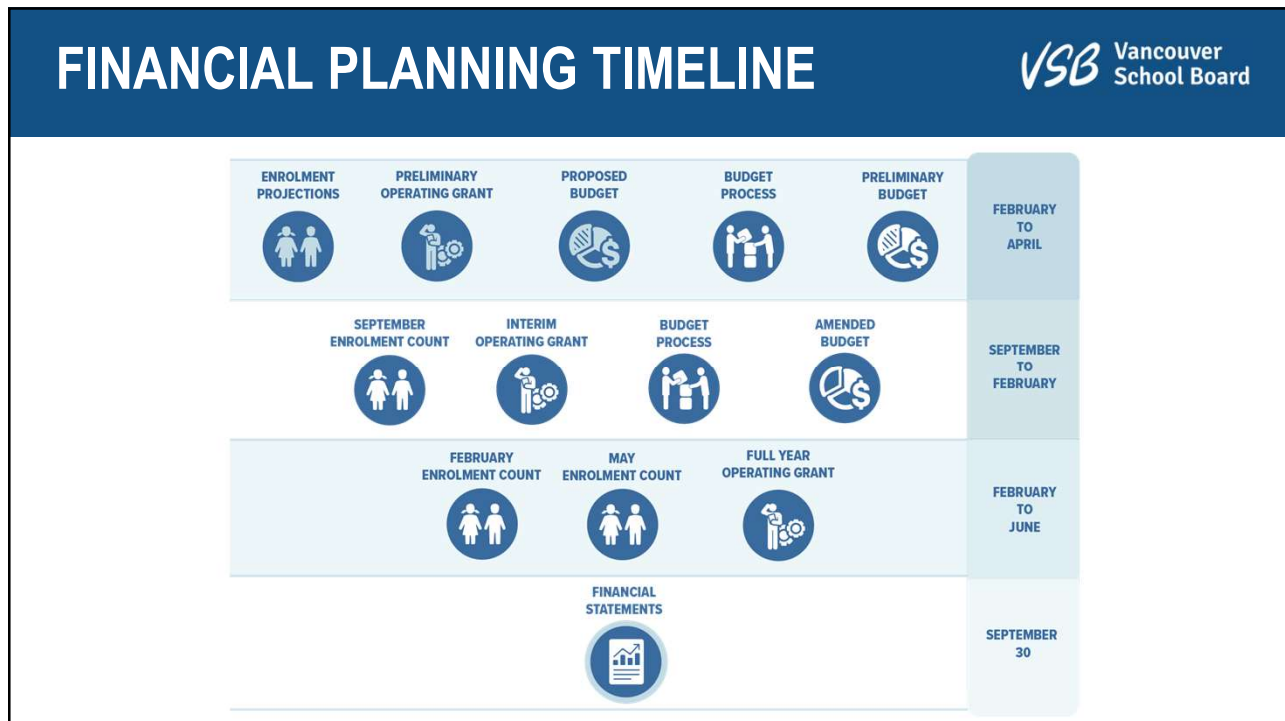 FINANCIAL PLANNING TIMELINE
VSB Vancouver
School Board
ENROLMENT
PROJECTIONS
PRELIMINARY
OPERATING GRANT
PROPOSED
BUDGET
BUDGET
PROCESS
PRELIMINARY
BUDGET
FEBRUARY
TO
APRIL
SEPTEMBER
ENROLMENT COUNT
INTERIM
OPERATING GRANT
BUDGET
PROCESS
AMENDED
BUDGET
SEPTEMBER
TO
FEBRUARY
FEBRUARY
ENROLMENT COUNT
MAY
ENROLMENT COUNT
FULL YEAR
OPERATING GRANT
FEBRUARY
TO
JUNE
FINANCIAL
STATEMENTS
SEPTEMBER
30